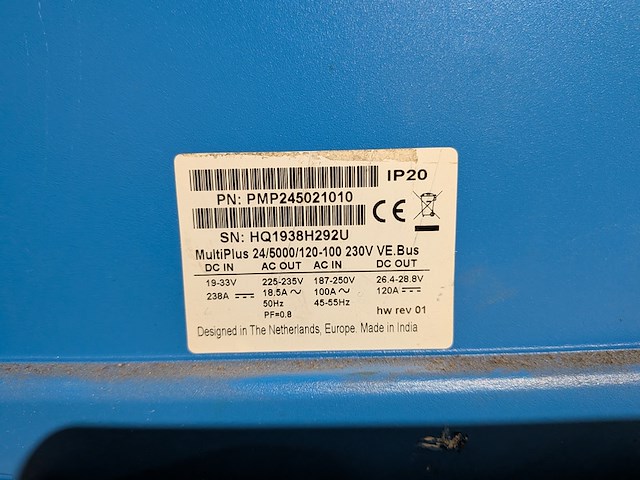 IP20
PN: PMP245021010
CE
SN: HQ1938H292U
MultiPlus 24/5000/120-100 230V VE.Bus
DC IN AC OUT AC IN DC OUT
19-33V 225-235V 187-250V 26.4-28.8V
238A 18,5A 100A 120A
50Hz 45-55Hz
PF=0.8 hw rev 01
Designed in The Netherlands, Europe. Made in India